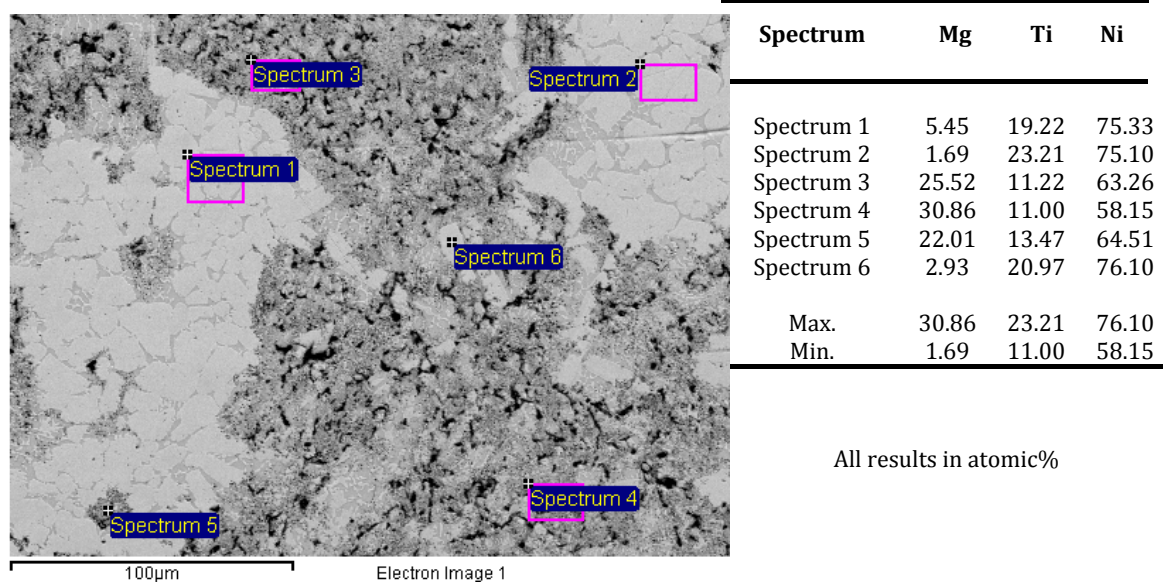 Spectrum 3
Spectrum 2
Spectrum 1
Spectrum 6
Spectrum 4
Spectrum 5
100μm Electron Image 1
Spectrum Mg Ti Ni
Spectrum 1 5.45 19.22 75.33
Spectrum 2 1.69 23.21 75.10
Spectrum 3 25.52 11.22 63.26
Spectrum 4 30.86 11.00 58.15
Spectrum 5 22.01 13.47 64.51
Spectrum 6 2.93 20.97 76.10
Max. 30.86 23.21 76.10
Min. 1.69 11.00 58.15
All results in atomic%